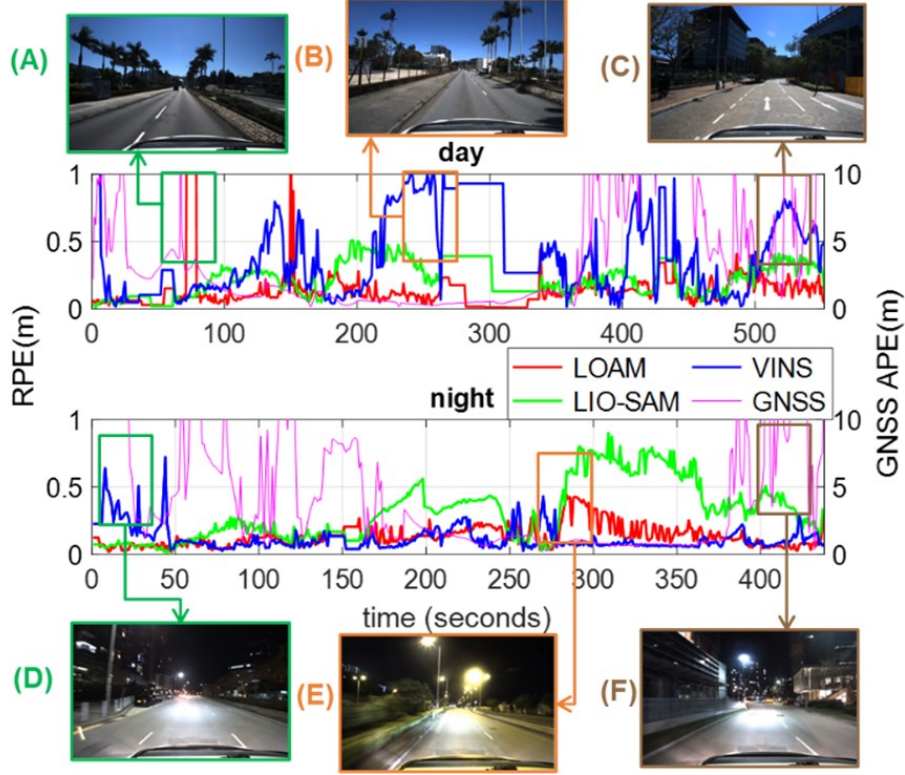 (A)
(B)
(C)
day
1
0.5
0
10
5
0
0 100 200 300 400 500
RPE(m)
GNSS APE(m)
LOAM VINS
LIO-SAM GNSS
night
1
0.5
0
10
5
0
0 50 100 150 200 250 300 350 400
time (seconds)
(D)
(E)
(F)